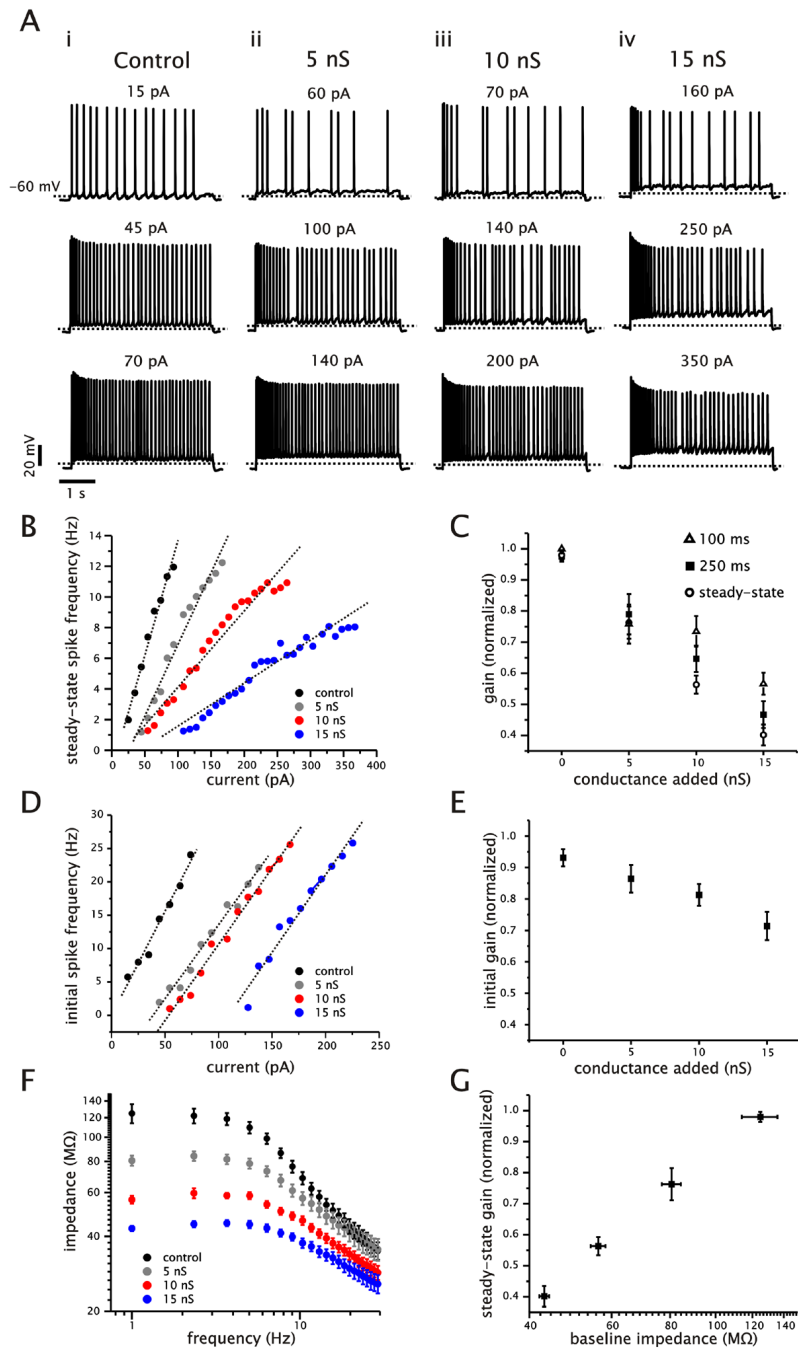 A
i ii iii iv
Control 5 nS 10 nS 15 nS
15 pA 60 pA 70 pA 160 pA
−60 mV
45 pA 100 pA 140 pA 250 pA
70 pA 140 pA 200 pA 350 pA
20 mV
1 s
B
steady-state spike frequency (Hz)
14
12
10
8
6
4
2
0
control
5 nS
10 nS
15 nS
0 50 100 150 200 250 300 350 400
current (pA)
C
gain (normalized)
1.0
0.9
0.8
0.7
0.6
0.5
0.4
100 ms
250 ms
steady-state
0 5 10 15
conductance added (nS)
D
initial spike frequency (Hz)
30
25
20
15
10
5
0
control
5 nS
10 nS
15 nS
0 50 100 150 200 250
current (pA)
E
initial gain (normalized)
1.0
0.9
0.8
0.7
0.6
0.5
0.4
0 5 10 15
conductance added (nS)
F
impedance (MΩ)
140
120
100
80
60
40
20
control
5 nS
10 nS
15 nS
1 10
frequency (Hz)
G
steady-state gain (normalized)
1.0
0.9
0.8
0.7
0.6
0.5
0.4
40 60 80 100 120 140
baseline impedance (MΩ)